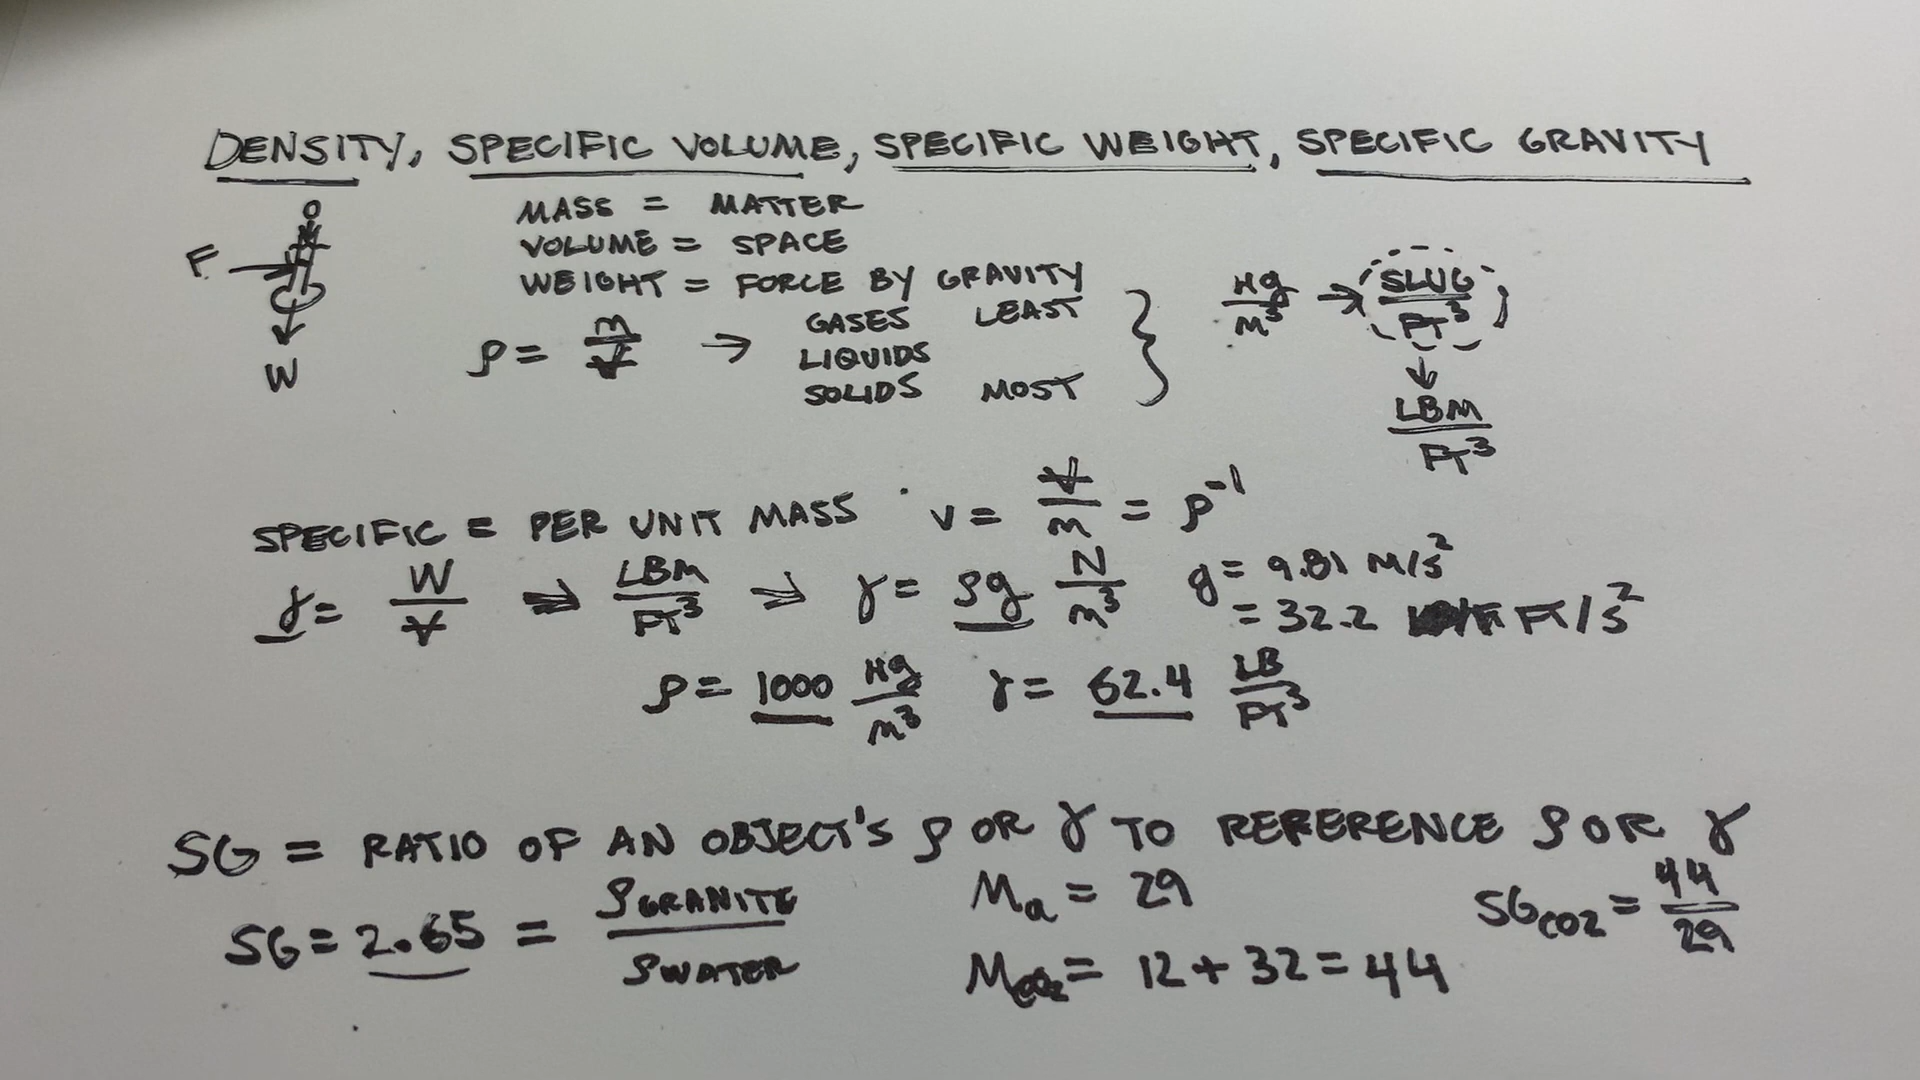 DENSITY, SPECIFIC VOLUME, SPECIFIC WEIGHT, SPECIFIC GRAVITY
MASS = MATTER
VOLUME = SPACE
WEIGHT = FORCE BY GRAVITY
F
W
ρ = m/V → GASES LEAST
LIQUIDS
SOLIDS MOST
Kg/m³ → SLUG/FT³
↓
LBM/FT³
SPECIFIC = PER UNIT MASS v = V/m = ρ⁻¹
γ = W/V → LBM/FT³ → γ = ρg N/m³ g = 9.81 M/S²
= 32.2 FT/S²
ρ = 1000 Kg/m³ γ = 62.4 LB/FT³
SG = RATIO OF AN OBJECT'S ρ OR γ TO REFERENCE ρ OR γ
SG = 2.65 = ρGRANITE/ρWATER
Ma = 29
MCO2 = 12 + 32 = 44
SGCO2 = 44/29